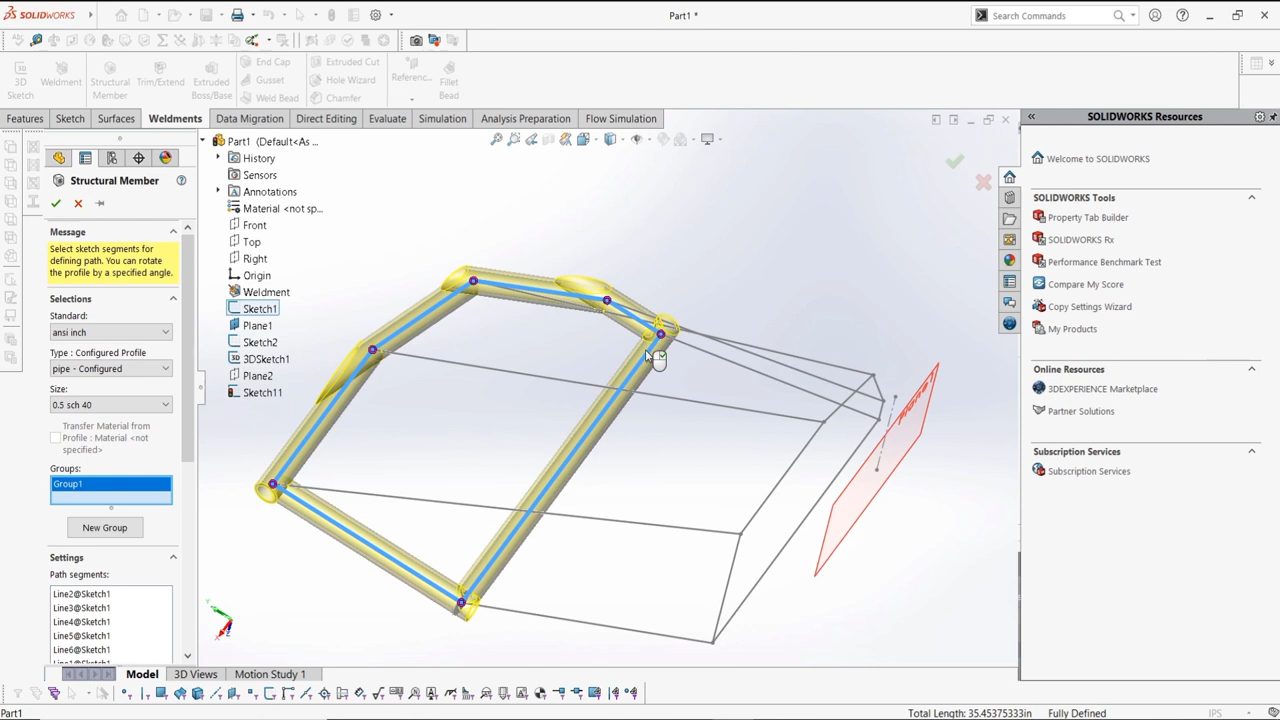 SOLIDWORKS
Part1 *
Search Commands
3D Sketch
Weldment
Structural Member
Trim/Extend
Extruded Boss/Base
End Cap
Gusset
Weld Bead
Extruded Cut
Hole Wizard
Chamfer
Referenc...
Fillet Bead
Features
Sketch
Surfaces
Weldments
Data Migration
Direct Editing
Evaluate
Simulation
Analysis Preparation
Flow Simulation
Structural Member
Message
Select sketch segments for
defining path. You can rotate
the profile by a specified angle.
Selections
Standard:
ansi inch
Type : Configured Profile
pipe - Configured
Size:
0.5 sch 40
Transfer Material from
Profile : Material <not
specified>
Groups:
Group1
New Group
Settings
Path segments:
Line2@Sketch1
Line3@Sketch1
Line4@Sketch1
Line5@Sketch1
Line6@Sketch1
Line1@Sketch1
Part1 (Default<As ...
History
Sensors
Annotations
Material <not sp...
Front
Top
Right
Origin
Weldment
Sketch1
Plane1
Sketch2
3DSketch1
Plane2
Sketch11
SOLIDWORKS Resources
Welcome to SOLIDWORKS
SOLIDWORKS Tools
Property Tab Builder
SOLIDWORKS Rx
Performance Benchmark Test
Compare My Score
Copy Settings Wizard
My Products
Online Resources
3DEXPERIENCE Marketplace
Partner Solutions
Subscription Services
Subscription Services
Model
3D Views
Motion Study 1
Part1
Total Length: 35.45375333in
Fully Defined
IPS